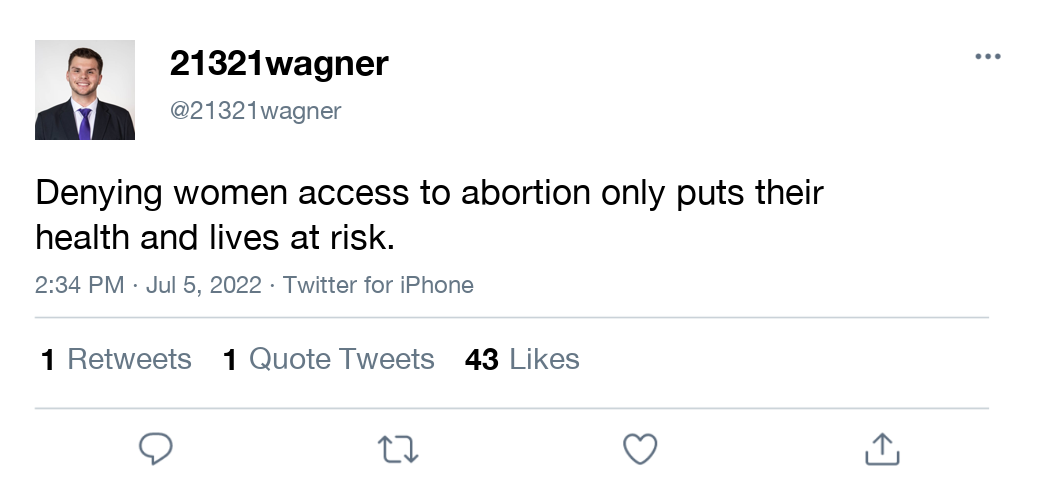 21321wagner
@21321wagner
Denying women access to abortion only puts their
health and lives at risk.
2:34 PM · Jul 5, 2022 · Twitter for iPhone
1 Retweets 1 Quote Tweets 43 Likes